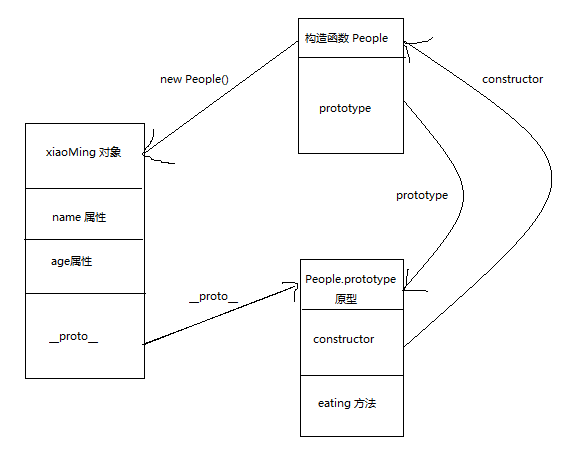 构造函数 People
new People()
constructor
prototype
xiaoMing 对象
prototype
name 属性
age属性
__proto__
People.prototype
原型
__proto__
constructor
eating 方法